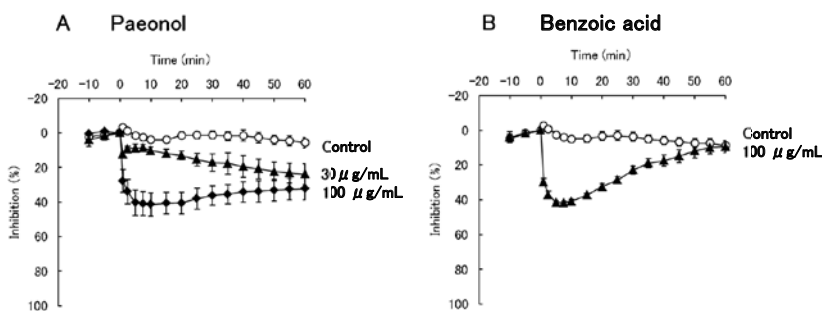 A Paeonol
Time (min)
-20 -10 0 10 20 30 40 50 60
-20
0
20
40
60
80
100
Inhibition (%)
Control
30 μg/mL
100 μg/mL
B Benzoic acid
Time (min)
-20 -10 0 10 20 30 40 50 60
-20
0
20
40
60
80
100
Inhibition (%)
Control
100 μg/mL